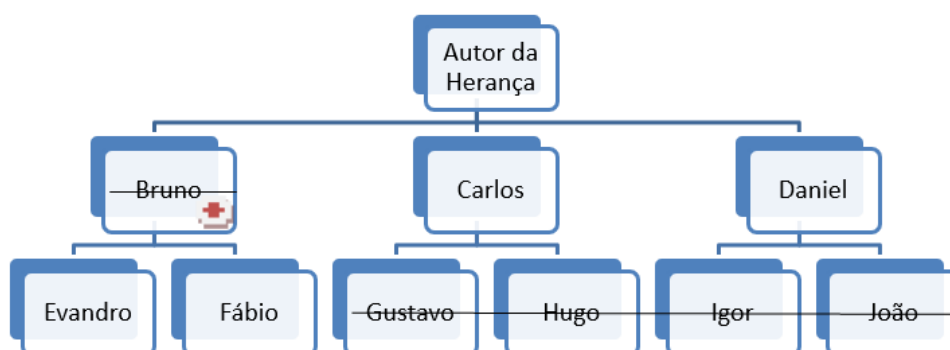 Autor da
Herança
Bruno
Carlos
Daniel
Evandro
Fábio
Gustavo
Hugo
Igor
João